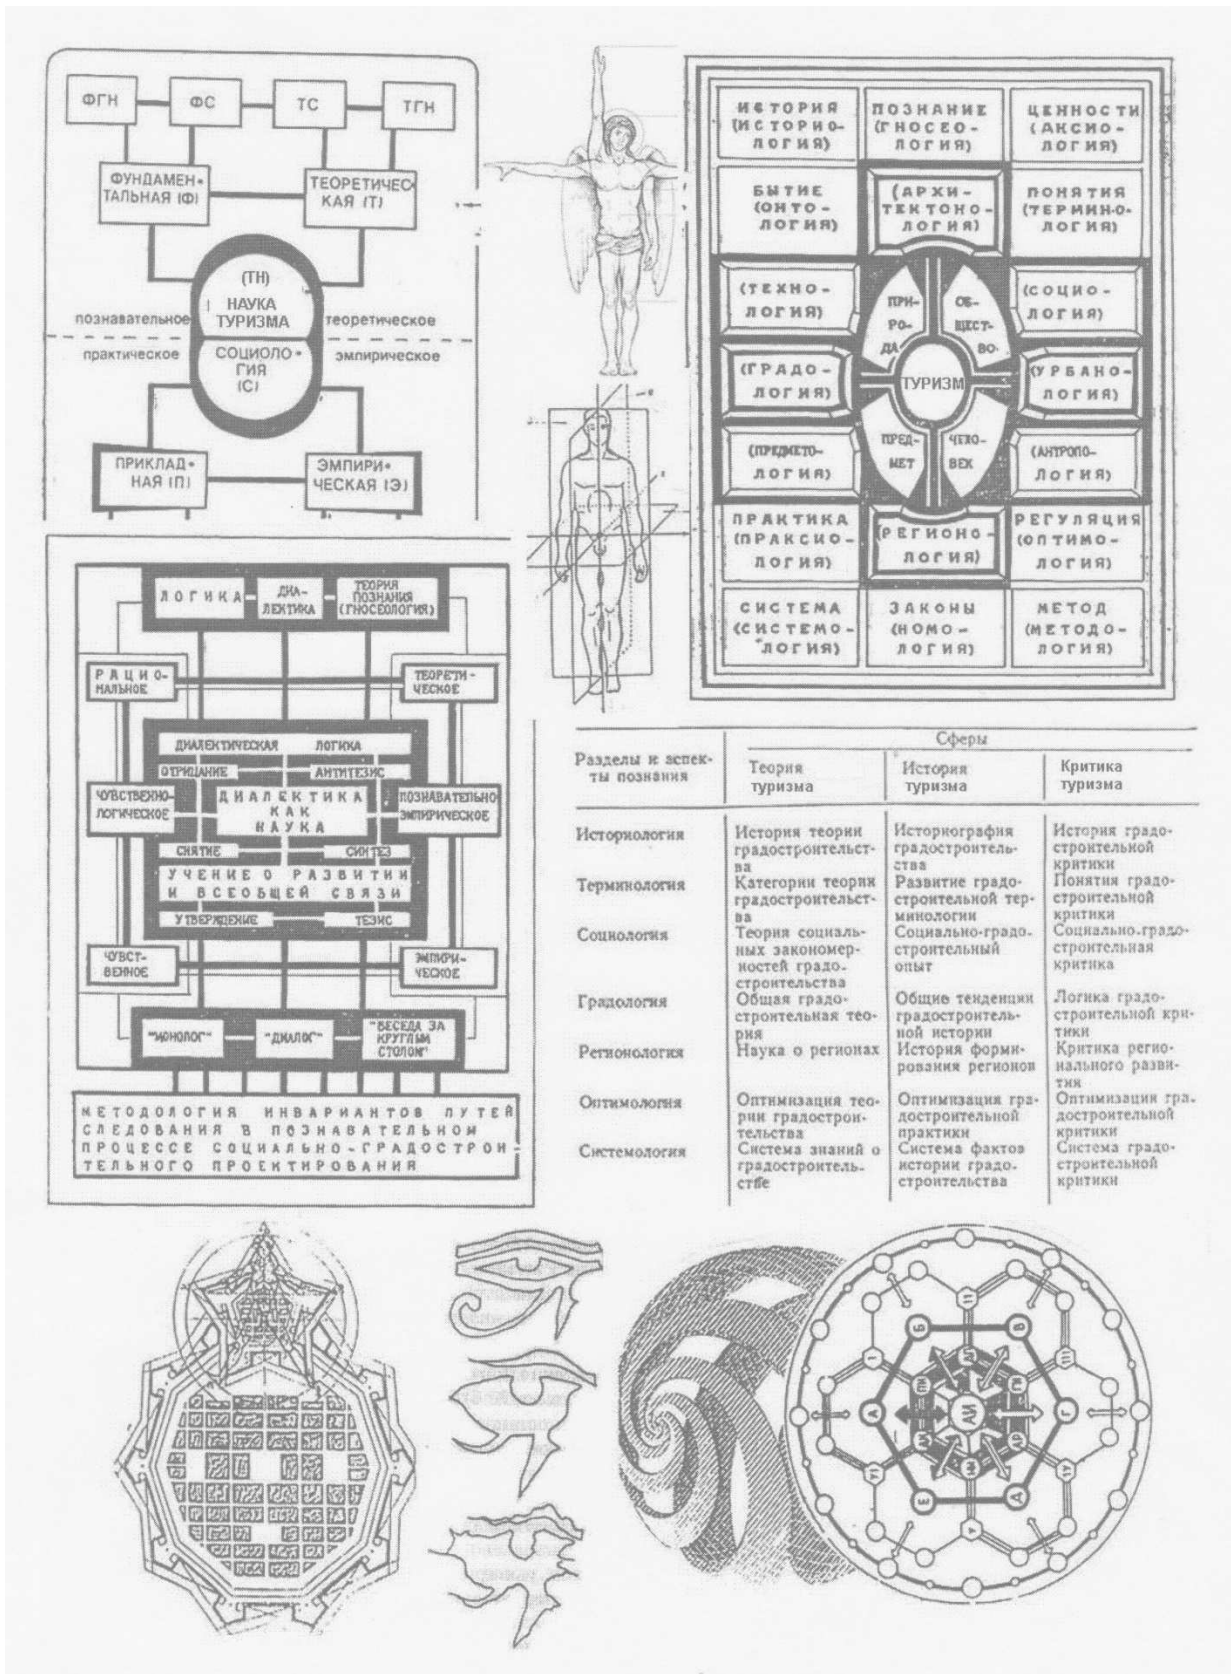 ФГН
ФС
ТС
ТГН
ФУНДАМЕН-
ТАЛЬНАЯ (Ф)
ТЕОРЕТИЧЕС-
КАЯ (Т)
(ТН)
НАУКА
ТУРИЗМА
познавательное
теоретическое
практическое
эмпирическое
СОЦИОЛО-
ГИЯ
(С)
ПРИКЛАД-
НАЯ (П)
ЭМПИРИ-
ЧЕСКАЯ (Э)
ИСТОРИЯ
(ИСТОРИО-
ЛОГИЯ)
ПОЗНАНИЕ
(ГНОСЕО-
ЛОГИЯ)
ЦЕННОСТИ
(АКСИО-
ЛОГИЯ)
БЫТИЕ
(ОНТО-
ЛОГИЯ)
(АРХИ-
ТЕКТОНО-
ЛОГИЯ)
ПОНЯТИЯ
(ТЕРМИНО-
ЛОГИЯ)
(ТЕХНО-
ЛОГИЯ)
ПРИ-
РО-
ДА
ОБ-
ЩЕСТ-
ВО
(СОЦИО-
ЛОГИЯ)
(ГРАДО-
ЛОГИЯ)
ТУРИЗМ
(УРБАНО-
ЛОГИЯ)
(ПРЕДМЕТО-
ЛОГИЯ)
ПРЕД-
МЕТ
ЧЕЛО-
ВЕК
(АНТРОПО-
ЛОГИЯ)
ПРАКТИКА
(ПРАКСИО-
ЛОГИЯ)
(РЕГИОНО-
ЛОГИЯ)
РЕГУЛЯЦИЯ
(ОПТИМО-
ЛОГИЯ)
СИСТЕМА
(СИСТЕМО-
ЛОГИЯ)
ЗАКОНЫ
(НОМО-
ЛОГИЯ)
МЕТОД
(МЕТОДО-
ЛОГИЯ)
ЛОГИКА
ДИА-
ЛЕКТИКА
ТЕОРИЯ
ПОЗНАНИЯ
(ГНОСЕОЛОГИЯ)
РАЦИО-
НАЛЬНОЕ
ТЕОРЕТИ-
ЧЕСКОЕ
ДИАЛЕКТИЧЕСКАЯ ЛОГИКА
ОТРИЦАНИЕ
АНТИТЕЗИС
ЧУВСТВЕННО-
ЛОГИЧЕСКОЕ
ДИАЛЕКТИКА
КАК
НАУКА
ПОЗНАВАТЕЛЬНО-
ЭМПИРИЧЕСКОЕ
СНЯТИЕ
СИНТЕЗ
УЧЕНИЕ О РАЗВИТИИ
И ВСЕОБЩЕЙ СВЯЗИ
УТВЕРЖДЕНИЕ
ТЕЗИС
ЧУВСТ-
ВЕННОЕ
ЭМПИРИ-
ЧЕСКОЕ
"МОНОЛОГ"
"ДИАЛОГ"
"БЕСЕДА ЗА
КРУГЛЫМ
СТОЛОМ"
МЕТОДОЛОГИЯ ИНВАРИАНТОВ ПУТЕЙ
СЛЕДОВАНИЯ В ПОЗНАВАТЕЛЬНОМ
ПРОЦЕССЕ СОЦИАЛЬНО-ГРАДОСТРОИ-
ТЕЛЬНОГО ПРОЕКТИРОВАНИЯ
Разделы и аспек-
ты познания
Сферы
Теория
туризма
История
туризма
Критика
туризма
Историология
История теории
градостроительст-
ва
Историография
градостроитель-
ства
История градо-
строительной
критики
Терминология
Категории теории
градостроительст-
ва
Развитие градо-
строительной тер-
минологии
Понятия градо-
строительной
критики
Социология
Теория социаль-
ных закономер-
ностей градо-
строительства
Социально-градо-
строительный
опыт
Социально-градо-
строительная
критика
Градология
Общая градо-
строительная тео-
рия
Общие тенденции
градостроитель-
ной истории
Логика градо-
строительной кри-
тики
Регионология
Наука о регионах
История форми-
рования регионов
Критика регио-
нального разви-
тия
Оптимология
Оптимизация тео-
рии градострои-
тельства
Оптимизация гра-
достроительной
практики
Оптимизация гра-
достроительной
критики
Системология
Система знаний о
градостроитель-
стве
Система фактов
истории градо-
строительства
Система градо-
строительной
критики
Б
В
А
АИ
Г
Е
Д